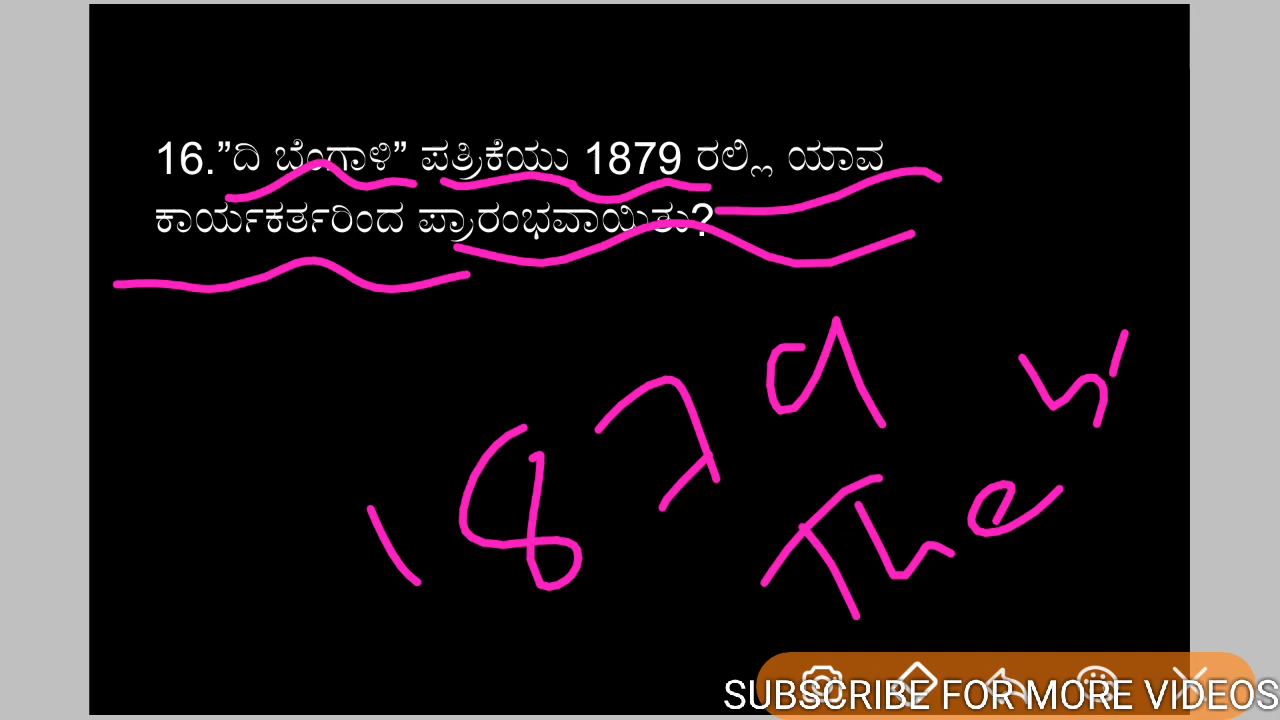 16.”ದಿ ಬೆಂಗಾಳಿ” ಪತ್ರಿಕೆಯು 1879 ರಲ್ಲಿ ಯಾವ
ಕಾರ್ಯಕರ್ತರಿಂದ ಪ್ರಾರಂಭವಾಯಿತು?
1879
The
SUBSCRIBE FOR MORE VIDEOS